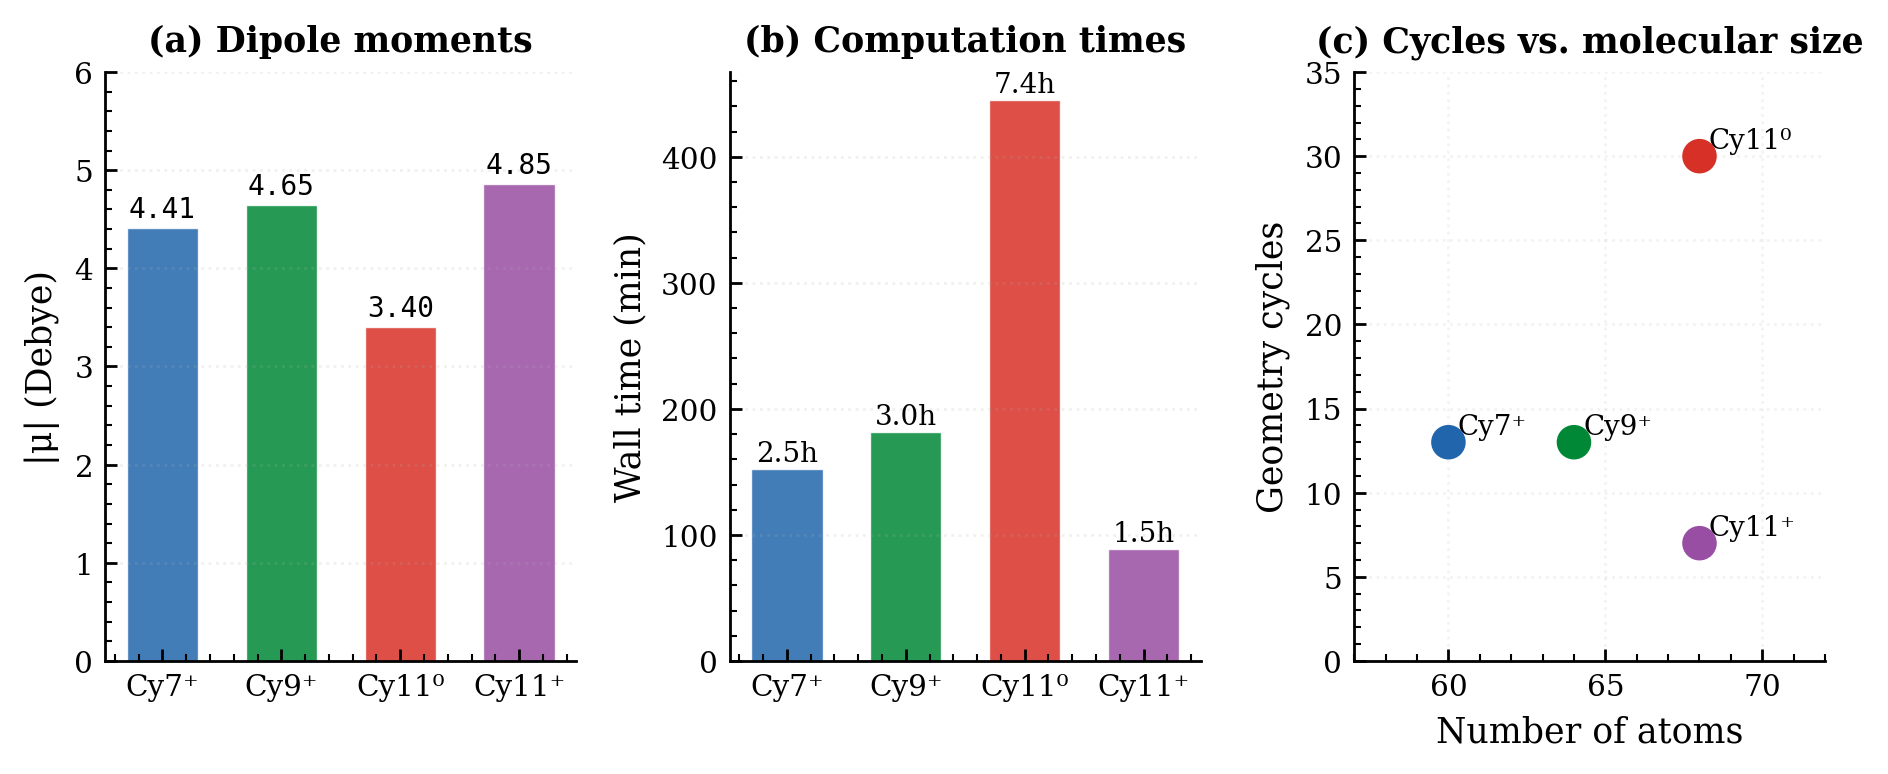 (a) Dipole moments
|μ| (Debye)
6
5
4
3
2
1
0
4.41
4.65
3.40
4.85
Cy7⁺
Cy9⁺
Cy11⁰
Cy11⁺
(b) Computation times
Wall time (min)
400
300
200
100
0
2.5h
3.0h
7.4h
1.5h
Cy7⁺
Cy9⁺
Cy11⁰
Cy11⁺
(c) Cycles vs. molecular size
Geometry cycles
35
30
25
20
15
10
5
0
Cy11⁰
Cy7⁺
Cy9⁺
Cy11⁺
60
65
70
Number of atoms